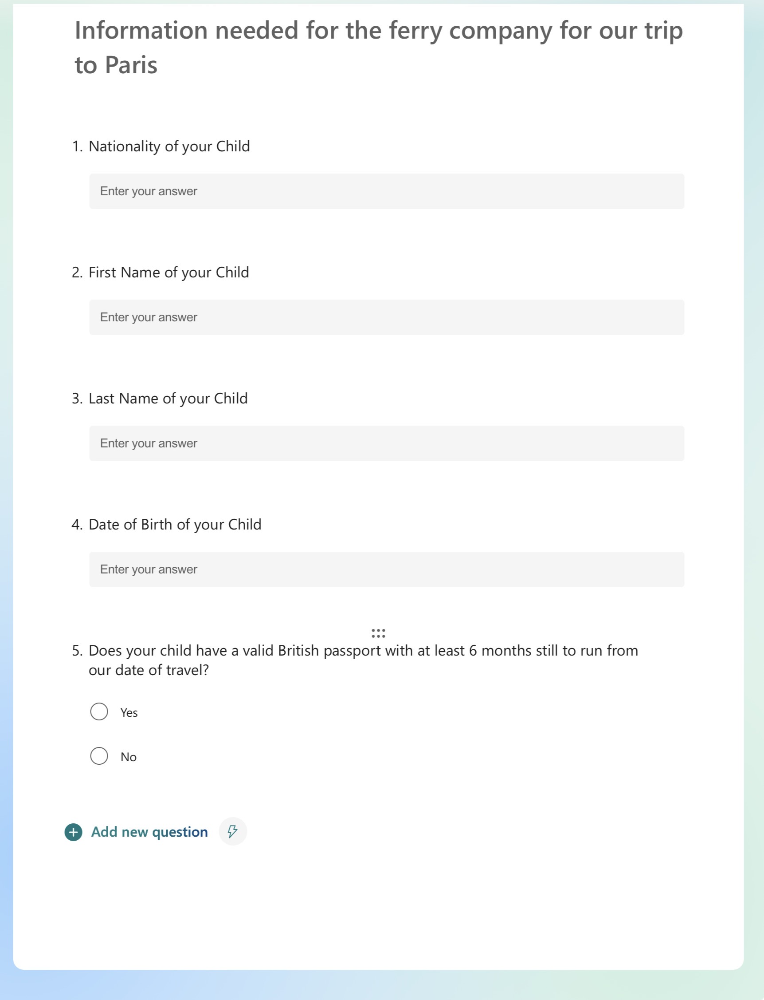 Information needed for the ferry company for our trip
to Paris
1. Nationality of your Child
Enter your answer
2. First Name of your Child
Enter your answer
3. Last Name of your Child
Enter your answer
4. Date of Birth of your Child
Enter your answer
5. Does your child have a valid British passport with at least 6 months still to run from
our date of travel?
Yes
No
Add new question